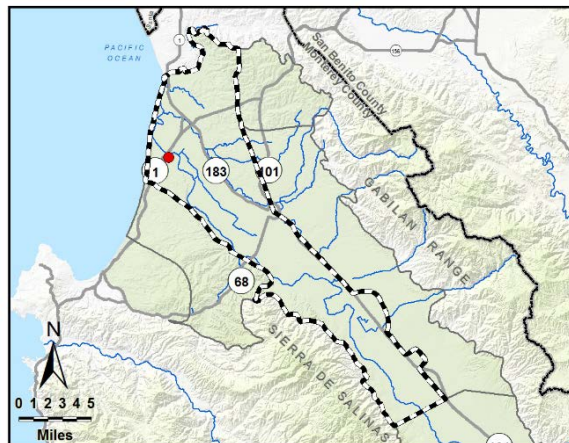 1
PACIFIC
OCEAN
San Benito County
Monterey County
156
1
183
101
GABILAN RANGE
68
SIERRA DE SALINAS
N
0 1 2 3 4 5
Miles